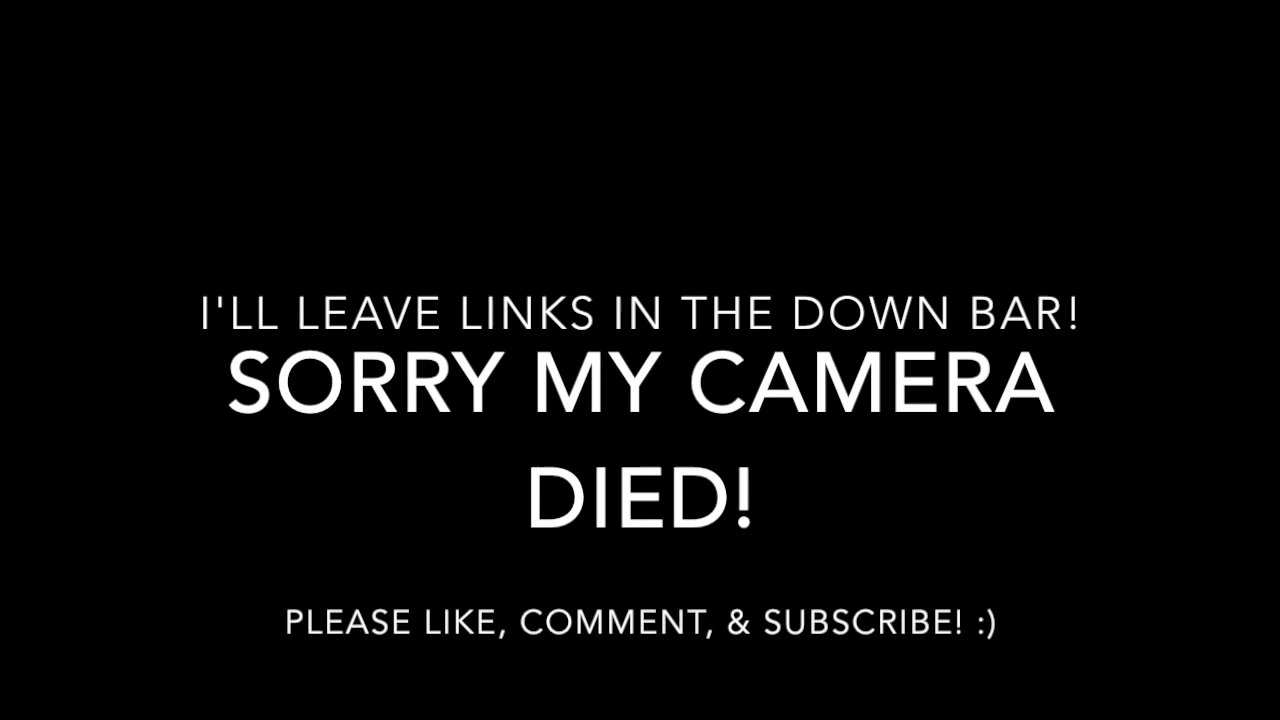 I'LL LEAVE LINKS IN THE DOWN BAR!
SORRY MY CAMERA
DIED!
PLEASE LIKE, COMMENT, & SUBSCRIBE! :)